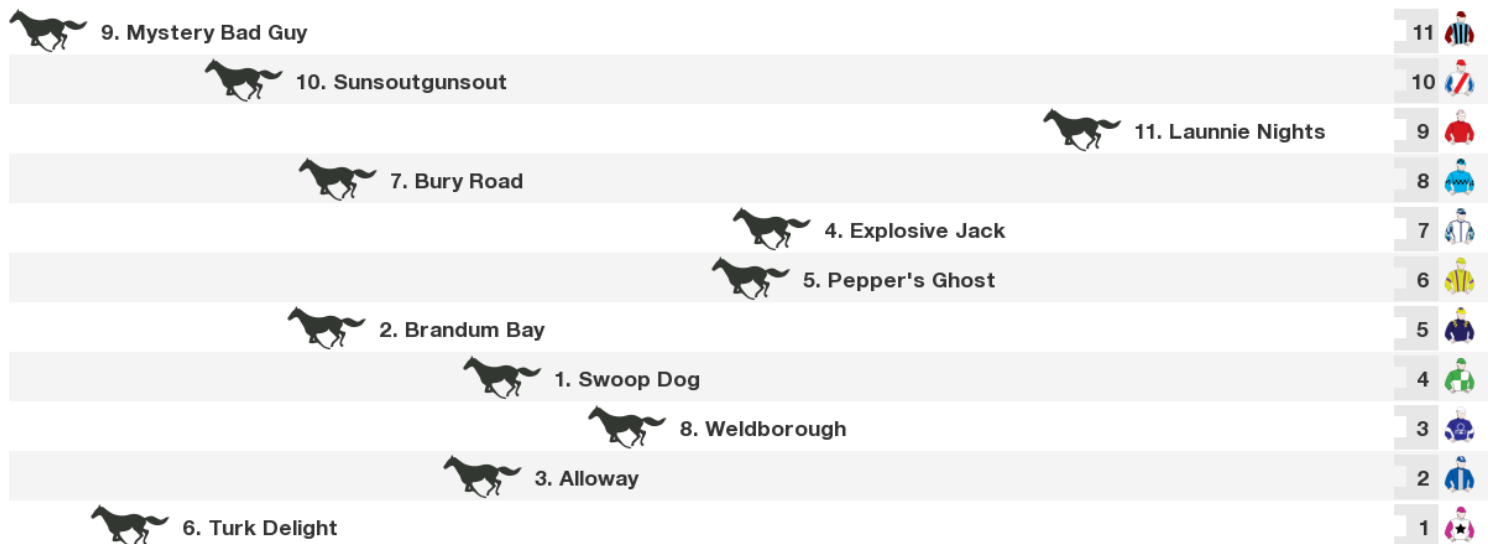 9. Mystery Bad Guy 11
10. Sunsoutgunsout 10
11. Launnie Nights 9
7. Bury Road 8
4. Explosive Jack 7
5. Pepper's Ghost 6
2. Brandum Bay 5
1. Swoop Dog 4
8. Weldborough 3
3. Alloway 2
6. Turk Delight 1